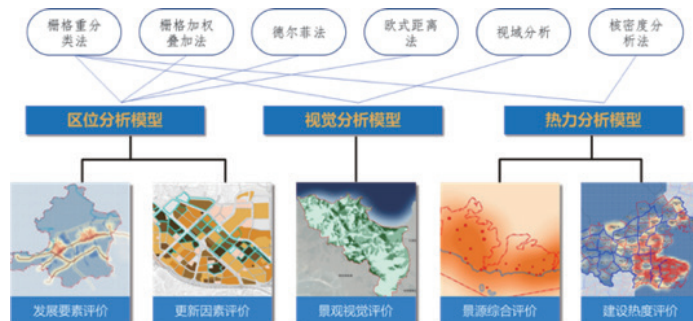 栅格重分
类法
栅格加权
叠加法
德尔菲法
欧式距离
法
视域分析
核密度分
析法
区位分析模型
视觉分析模型
热力分析模型
发展要素评价
更新因素评价
景观视觉评价
景源综合评价
建设热度评价